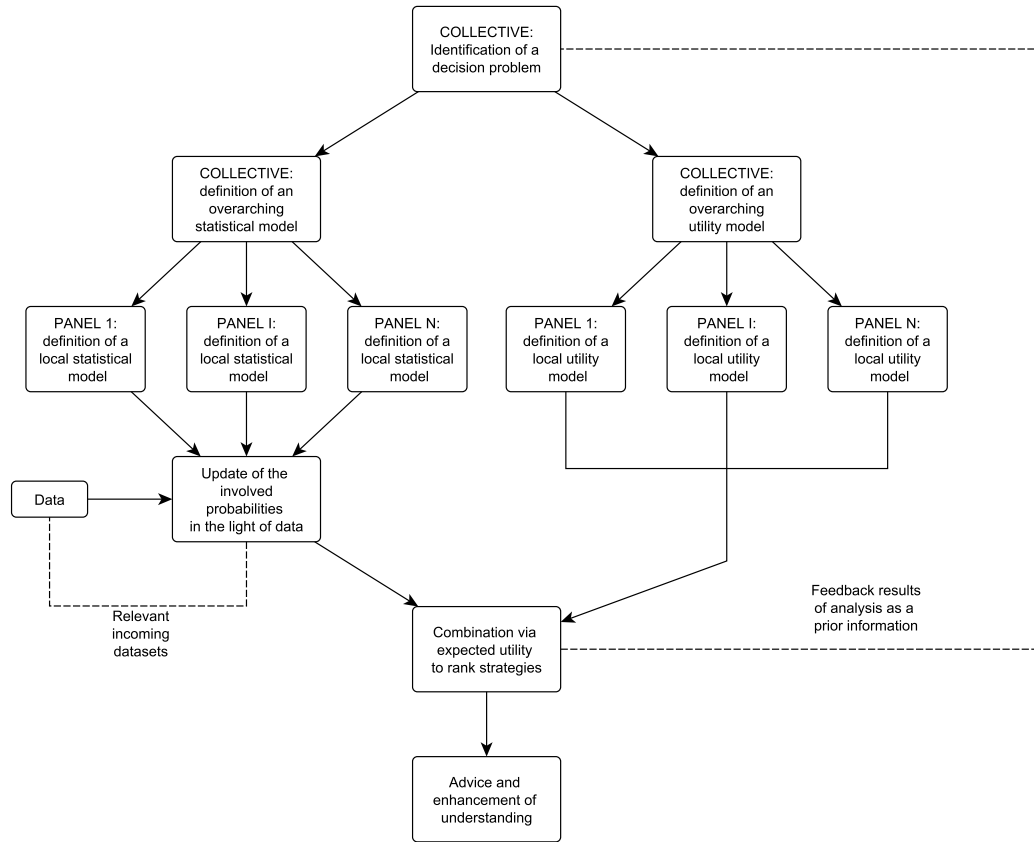 COLLECTIVE:
Identification of a
decision problem
COLLECTIVE:
definition of an
overarching
statistical model
COLLECTIVE:
definition of an
overarching
utility model
PANEL 1:
definition of a
local statistical
model
PANEL I:
definition of a
local statistical
model
PANEL N:
definition of a
local statistical
model
PANEL 1:
definition of a
local utility
model
PANEL I:
definition of a
local utility
model
PANEL N:
definition of a
local utility
model
Data
Update of the
involved
probabilities
in the light of data
Relevant
incoming
datasets
Feedback results
of analysis as a
prior information
Combination via
expected utility
to rank strategies
Advice and
enhancement of
understanding